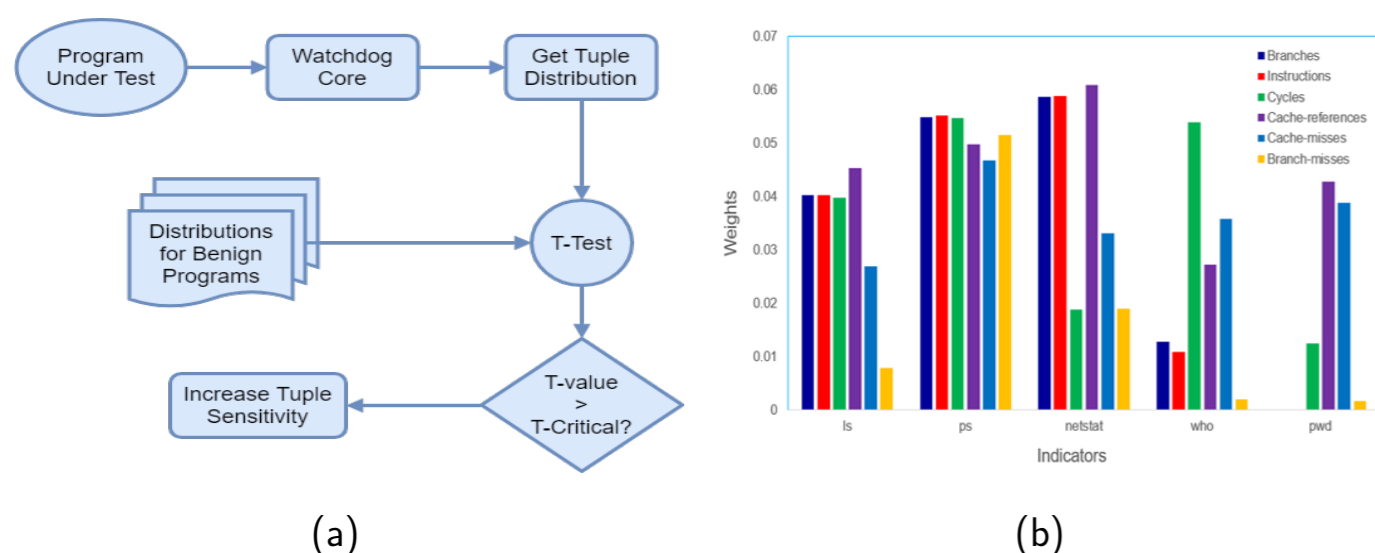 Program
Under Test
Watchdog
Core
Get Tuple
Distribution
Distributions
for Benign
Programs
T-Test
Increase Tuple
Sensitivity
T-value
>
T-Critical?
(a)
0.07
0.06
0.05
0.04
0.03
0.02
0.01
0
Weights
Branches
Instructions
Cycles
Cache-references
Cache-misses
Branch-misses
ls ps netstat who pwd
Indicators
(b)